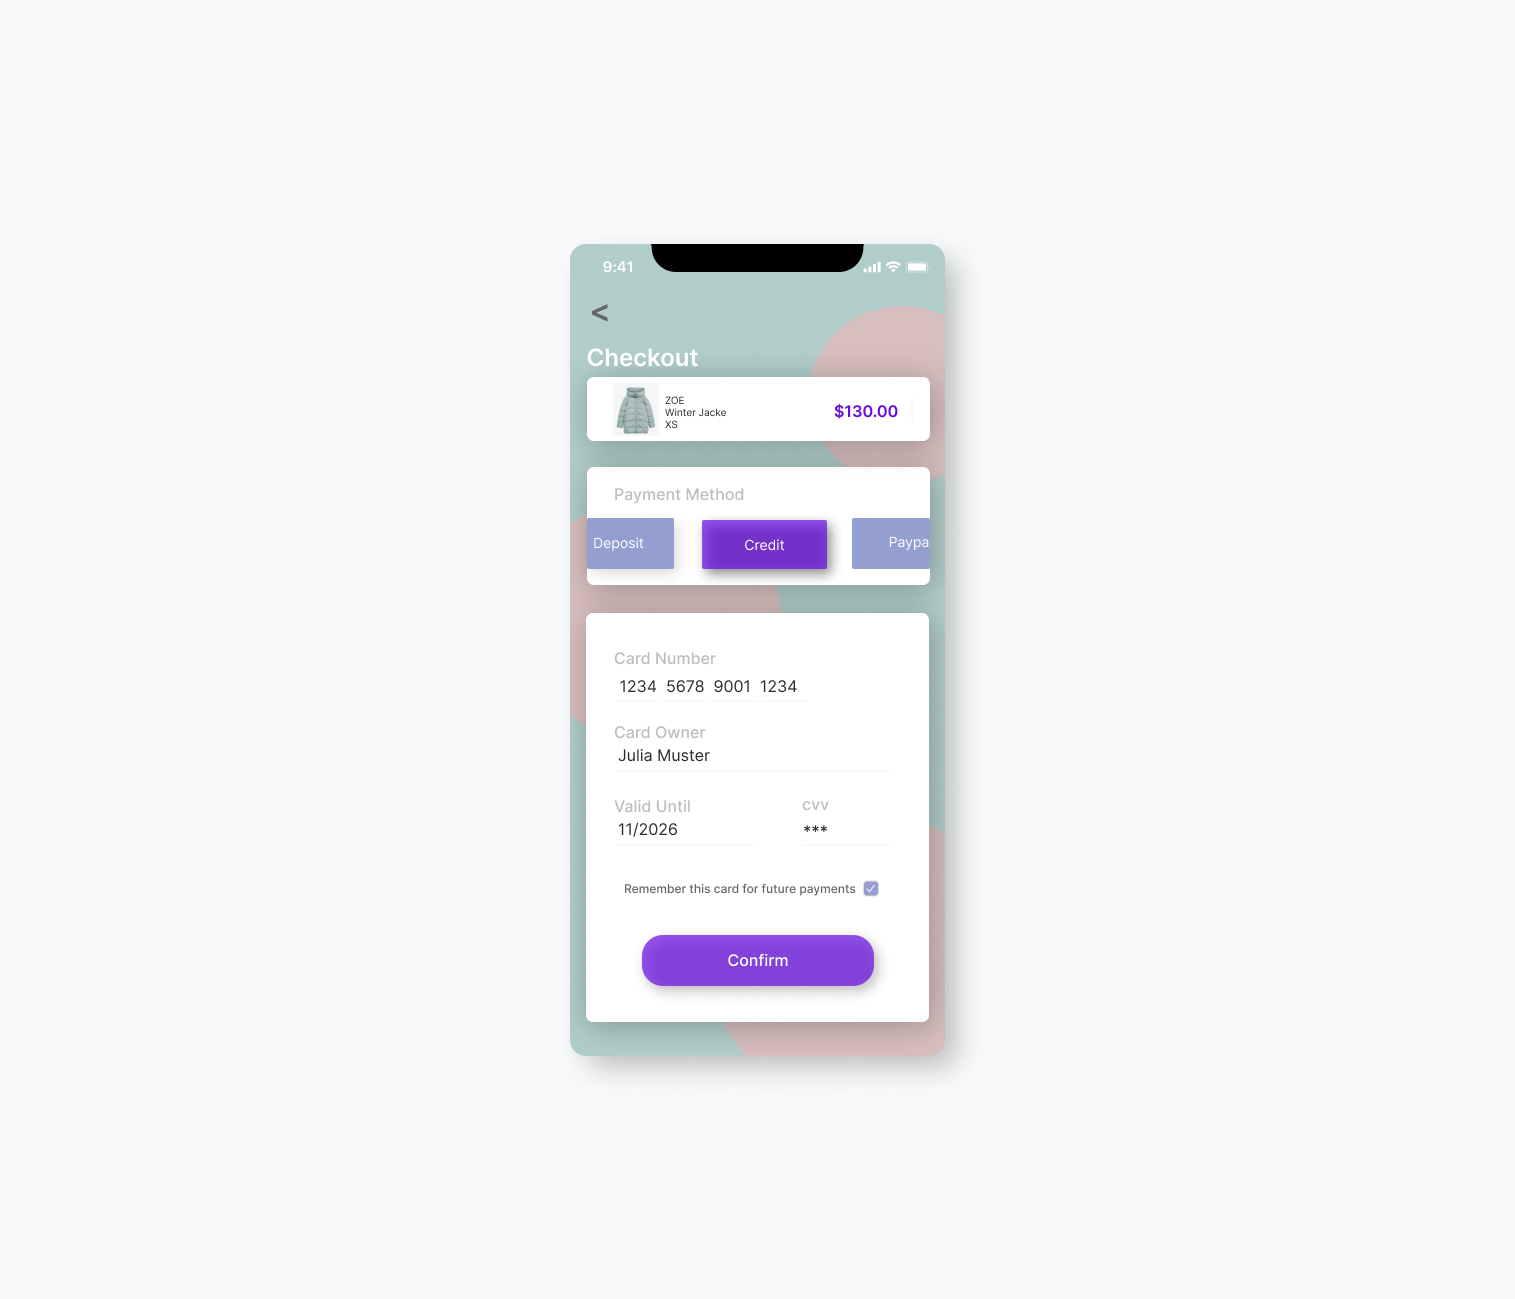 9:41
<
Checkout
ZOE
Winter Jacke
XS
$130.00
Payment Method
Deposit
Credit
Paypa
Card Number
1234 5678 9001 1234
Card Owner
Julia Muster
Valid Until
CVV
11/2026
***
Remember this card for future payments
Confirm